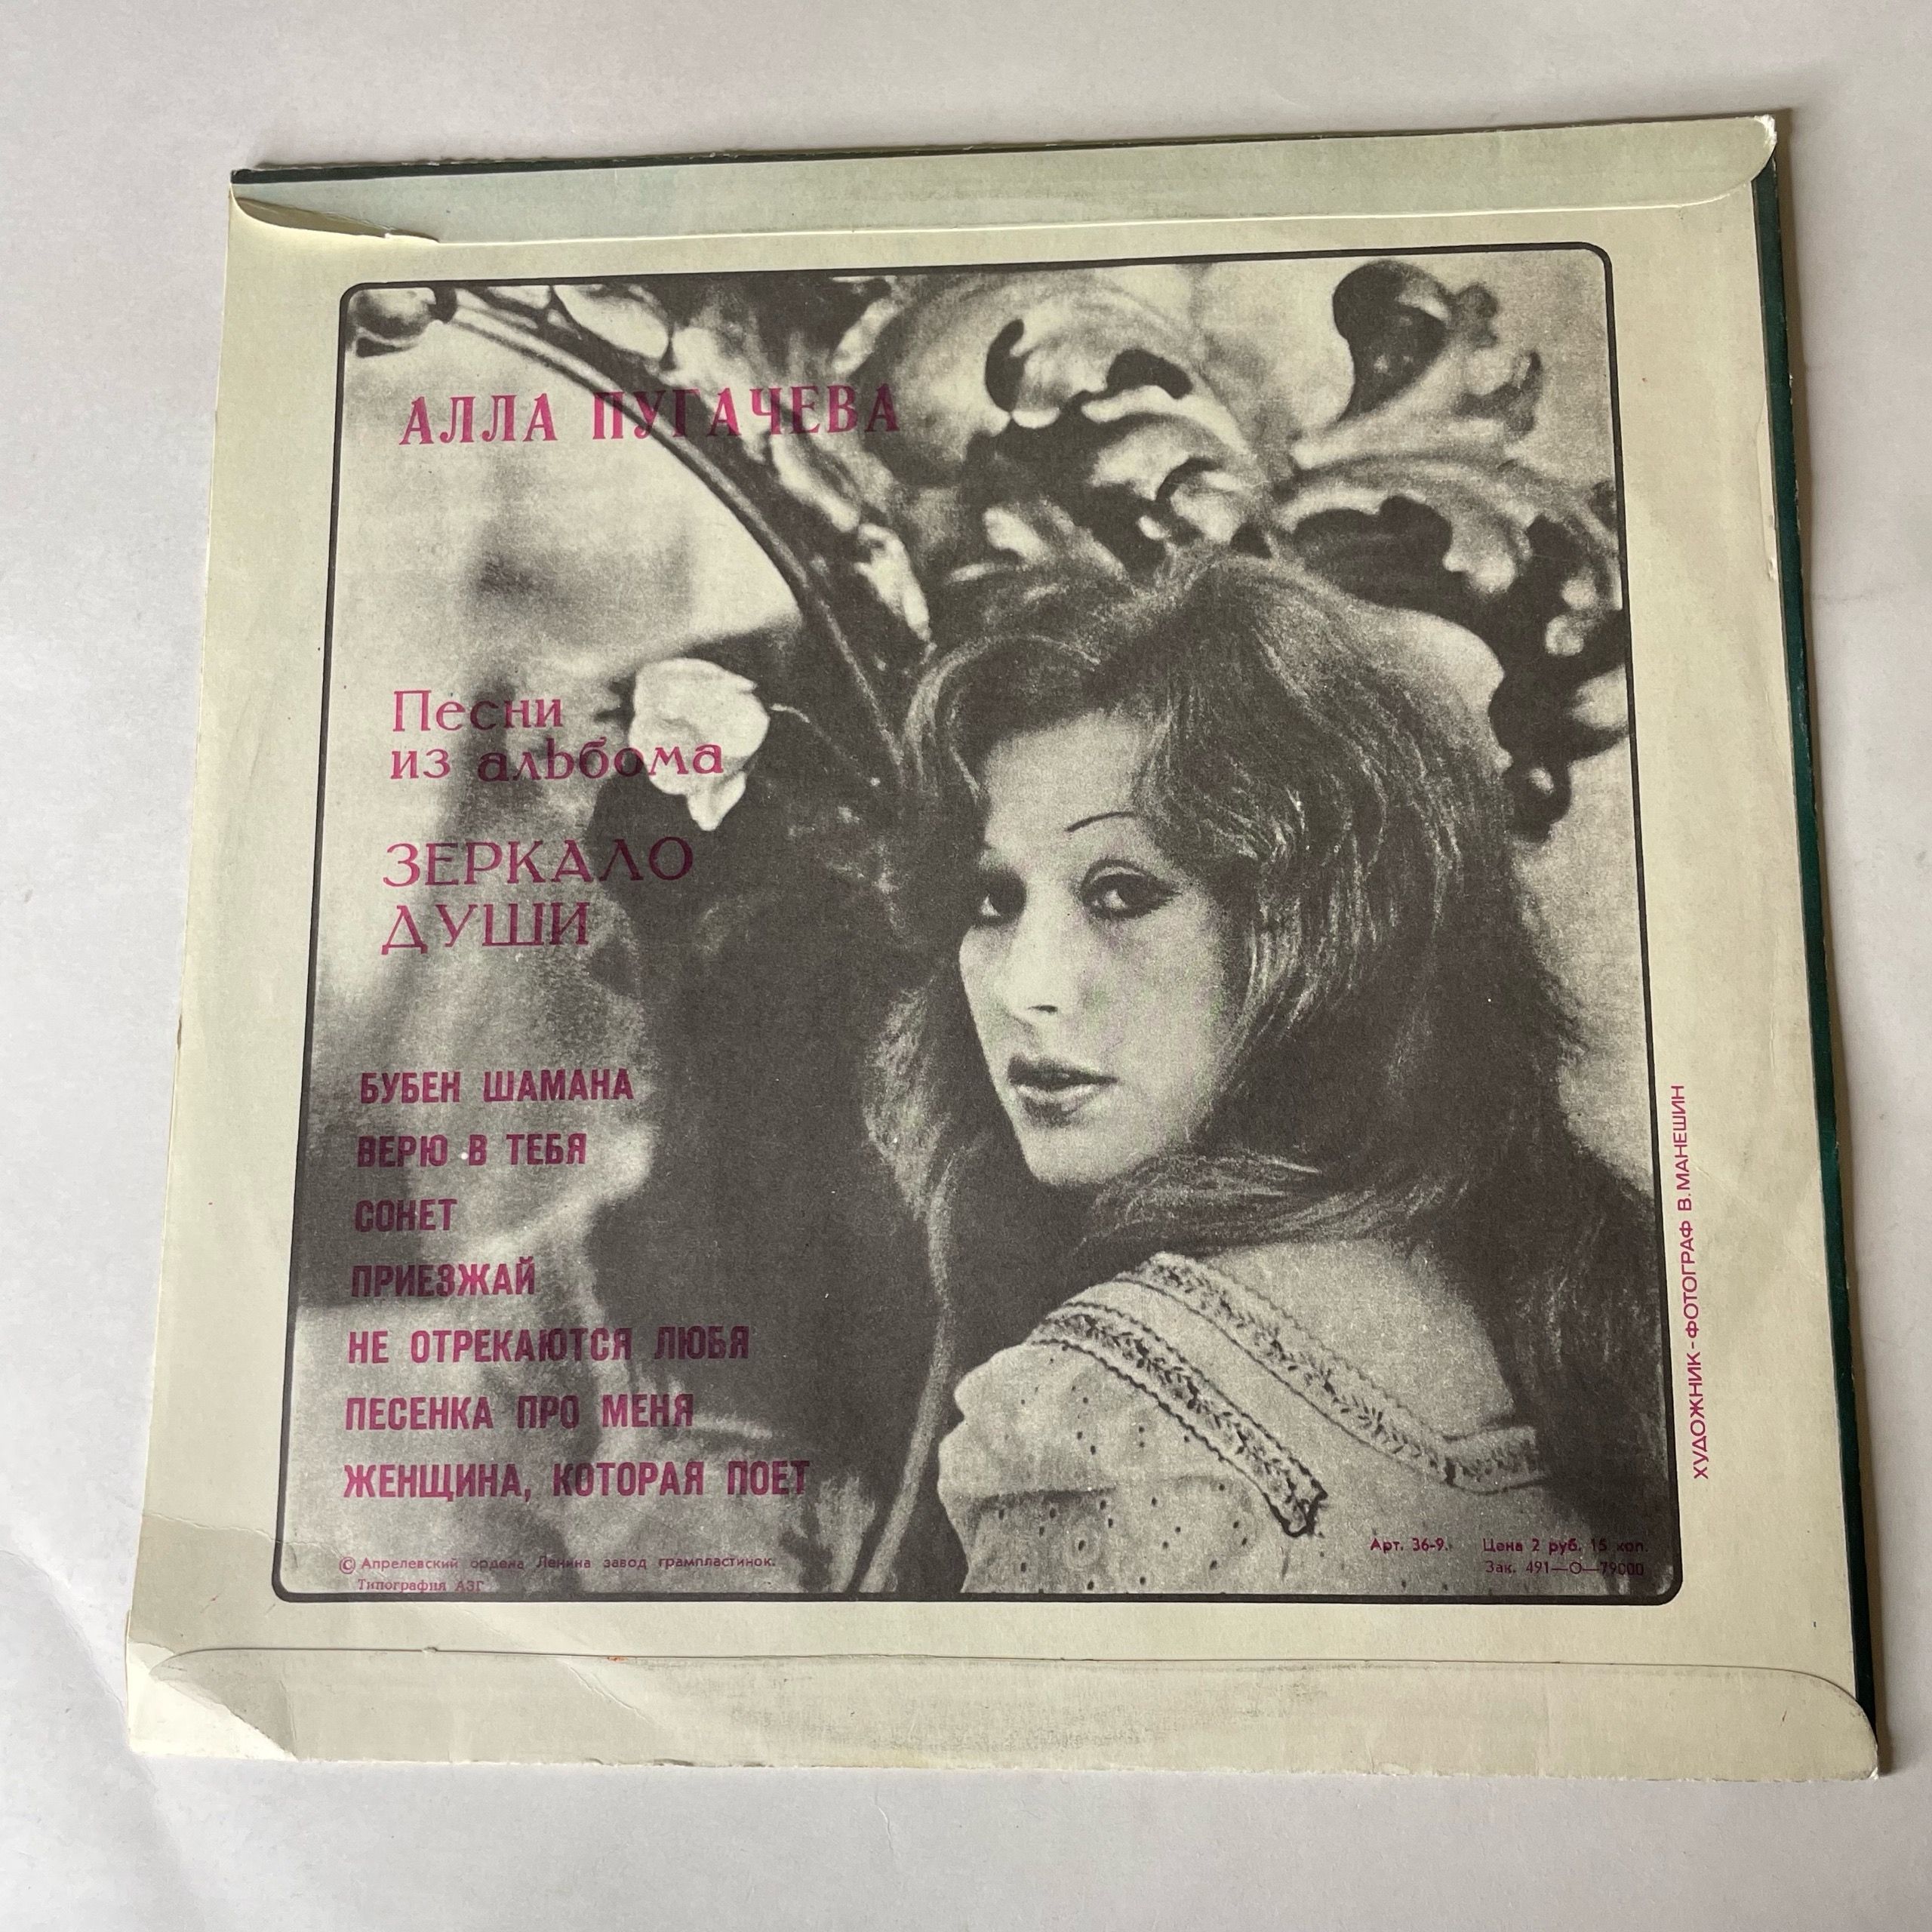 АЛЛА ПУГАЧЕВА
Песни
из альбома
ЗЕРКАЛО
ДУШИ
БУБЕН ШАМАНА
ВЕРЮ В ТЕБЯ
СОНЕТ
ПРИЕЗЖАЙ
НЕ ОТРЕКАЮТСЯ ЛЮБЯ
ПЕСЕНКА ПРО МЕНЯ
ЖЕНЩИНА, КОТОРАЯ ПОЕТ
© Апрелевский ордена Ленина завод грампластинок.
Типография АЗГ
Арт. 36-9. Цена 2 руб. 15 коп.
Зак. 491—О—79000
ХУДОЖНИК-ФОТОГРАФ В. МАНЕШИН